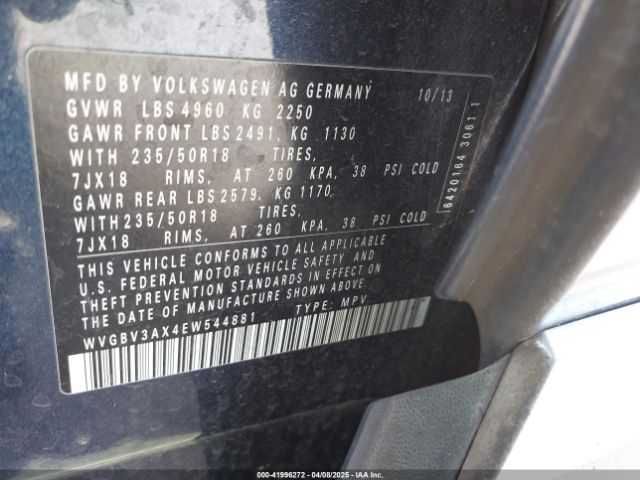 MFD BY VOLKSWAGEN AG GERMANY 10/13
GVWR LBS 4960 KG 2250
GAWR FRONT LBS 2491, KG 1130
WITH 235/50R18 TIRES,
7JX18 RIMS, AT 260 KPA, 38 PSI COLD
GAWR REAR LBS 2579, KG 1170
WITH 235/50R18 TIRES,
7JX18 RIMS, AT 260 KPA, 38 PSI COLD
THIS VEHICLE CONFORMS TO ALL APPLICABLE
U.S. FEDERAL MOTOR VEHICLE SAFETY AND
THEFT PREVENTION STANDARDS IN EFFECT ON
THE DATE OF MANUFACTURE SHOWN ABOVE
WVGBV3AX4EW544881 TYPE: MPV
6420164 3061.1
000-41996272 - 04/08/2025 - IAAI.COM